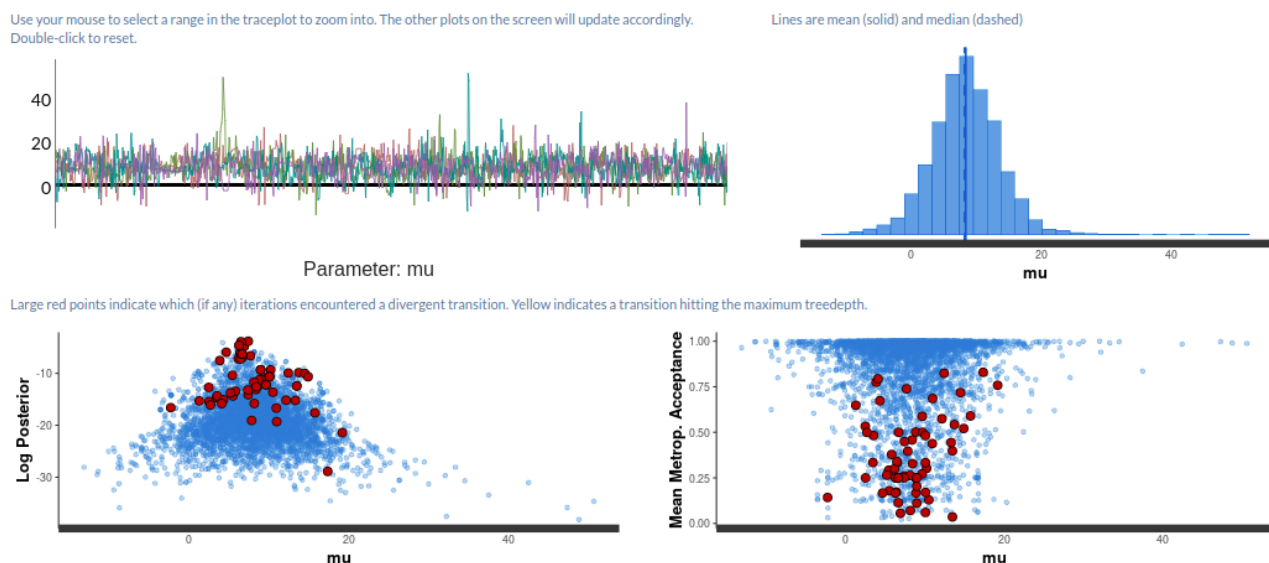 Use your mouse to select a range in the traceplot to zoom into. The other plots on the screen will update accordingly.
Double-click to reset.
Lines are mean (solid) and median (dashed)
40
20
0
0
20
40
mu
Parameter: mu
Large red points indicate which (if any) iterations encountered a divergent transition. Yellow indicates a transition hitting the maximum treedepth.
Log Posterior
-10
-20
-30
0
20
40
mu
Mean Metrop. Acceptance
1.00
0.75
0.50
0.25
0.00
0
20
40
mu